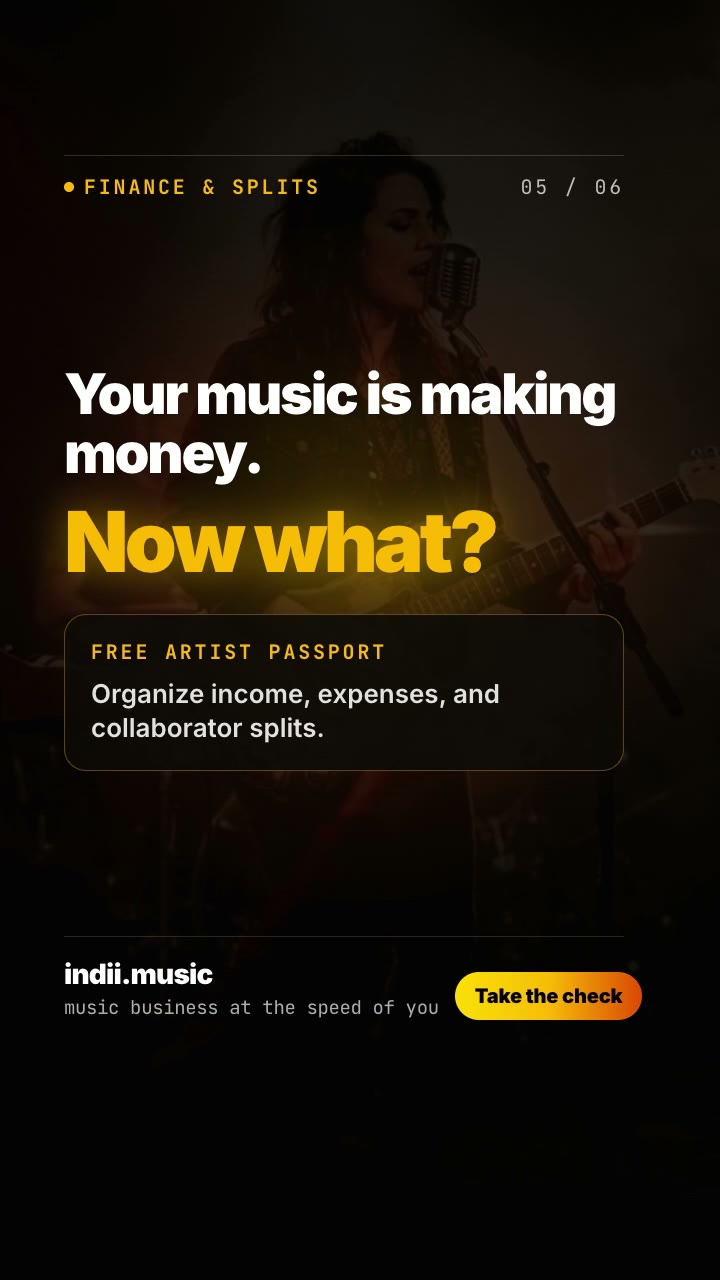 FINANCE & SPLITS
05 / 06
Your music is making
money.
Now what?
FREE ARTIST PASSPORT
Organize income, expenses, and
collaborator splits.
indii.music
music business at the speed of you
Take the check